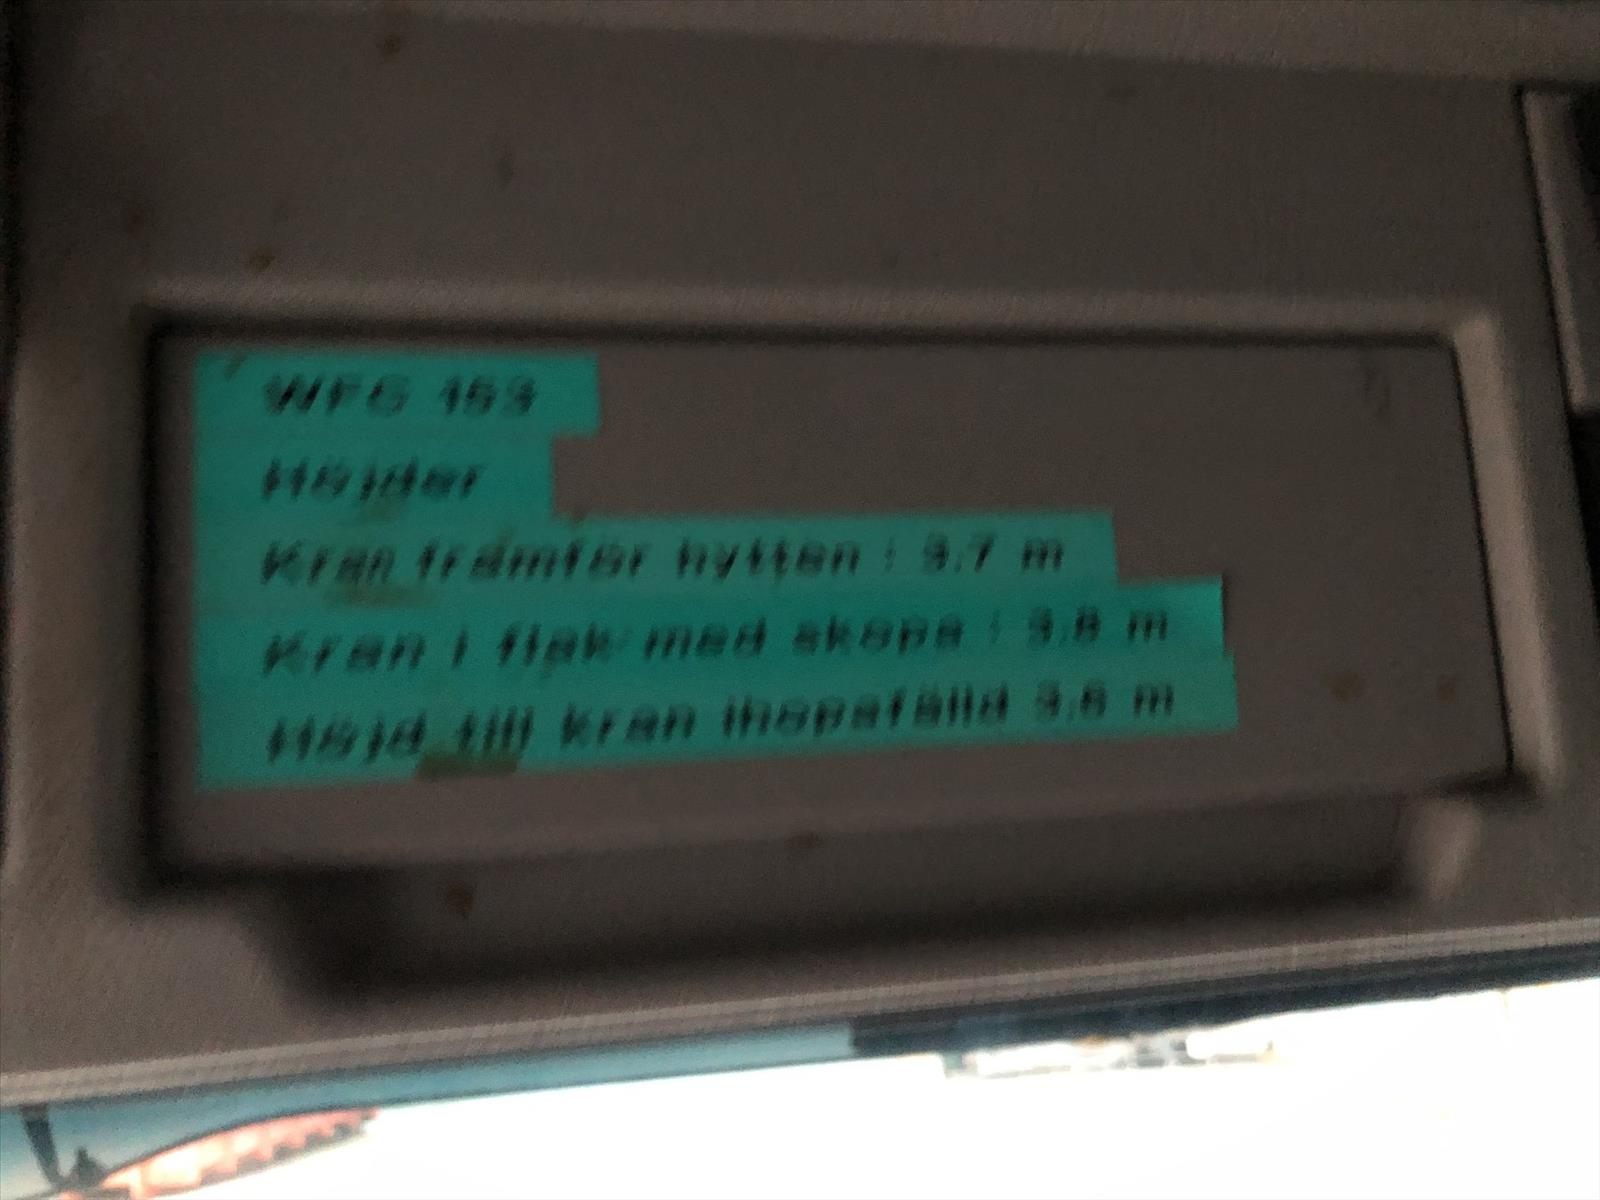 WFG 153
Höjder
Kran framför hytten : 3.7 m
Kran i flak med skopa : 3.8 m
Höjd till kran ihopafälld 3.6 m